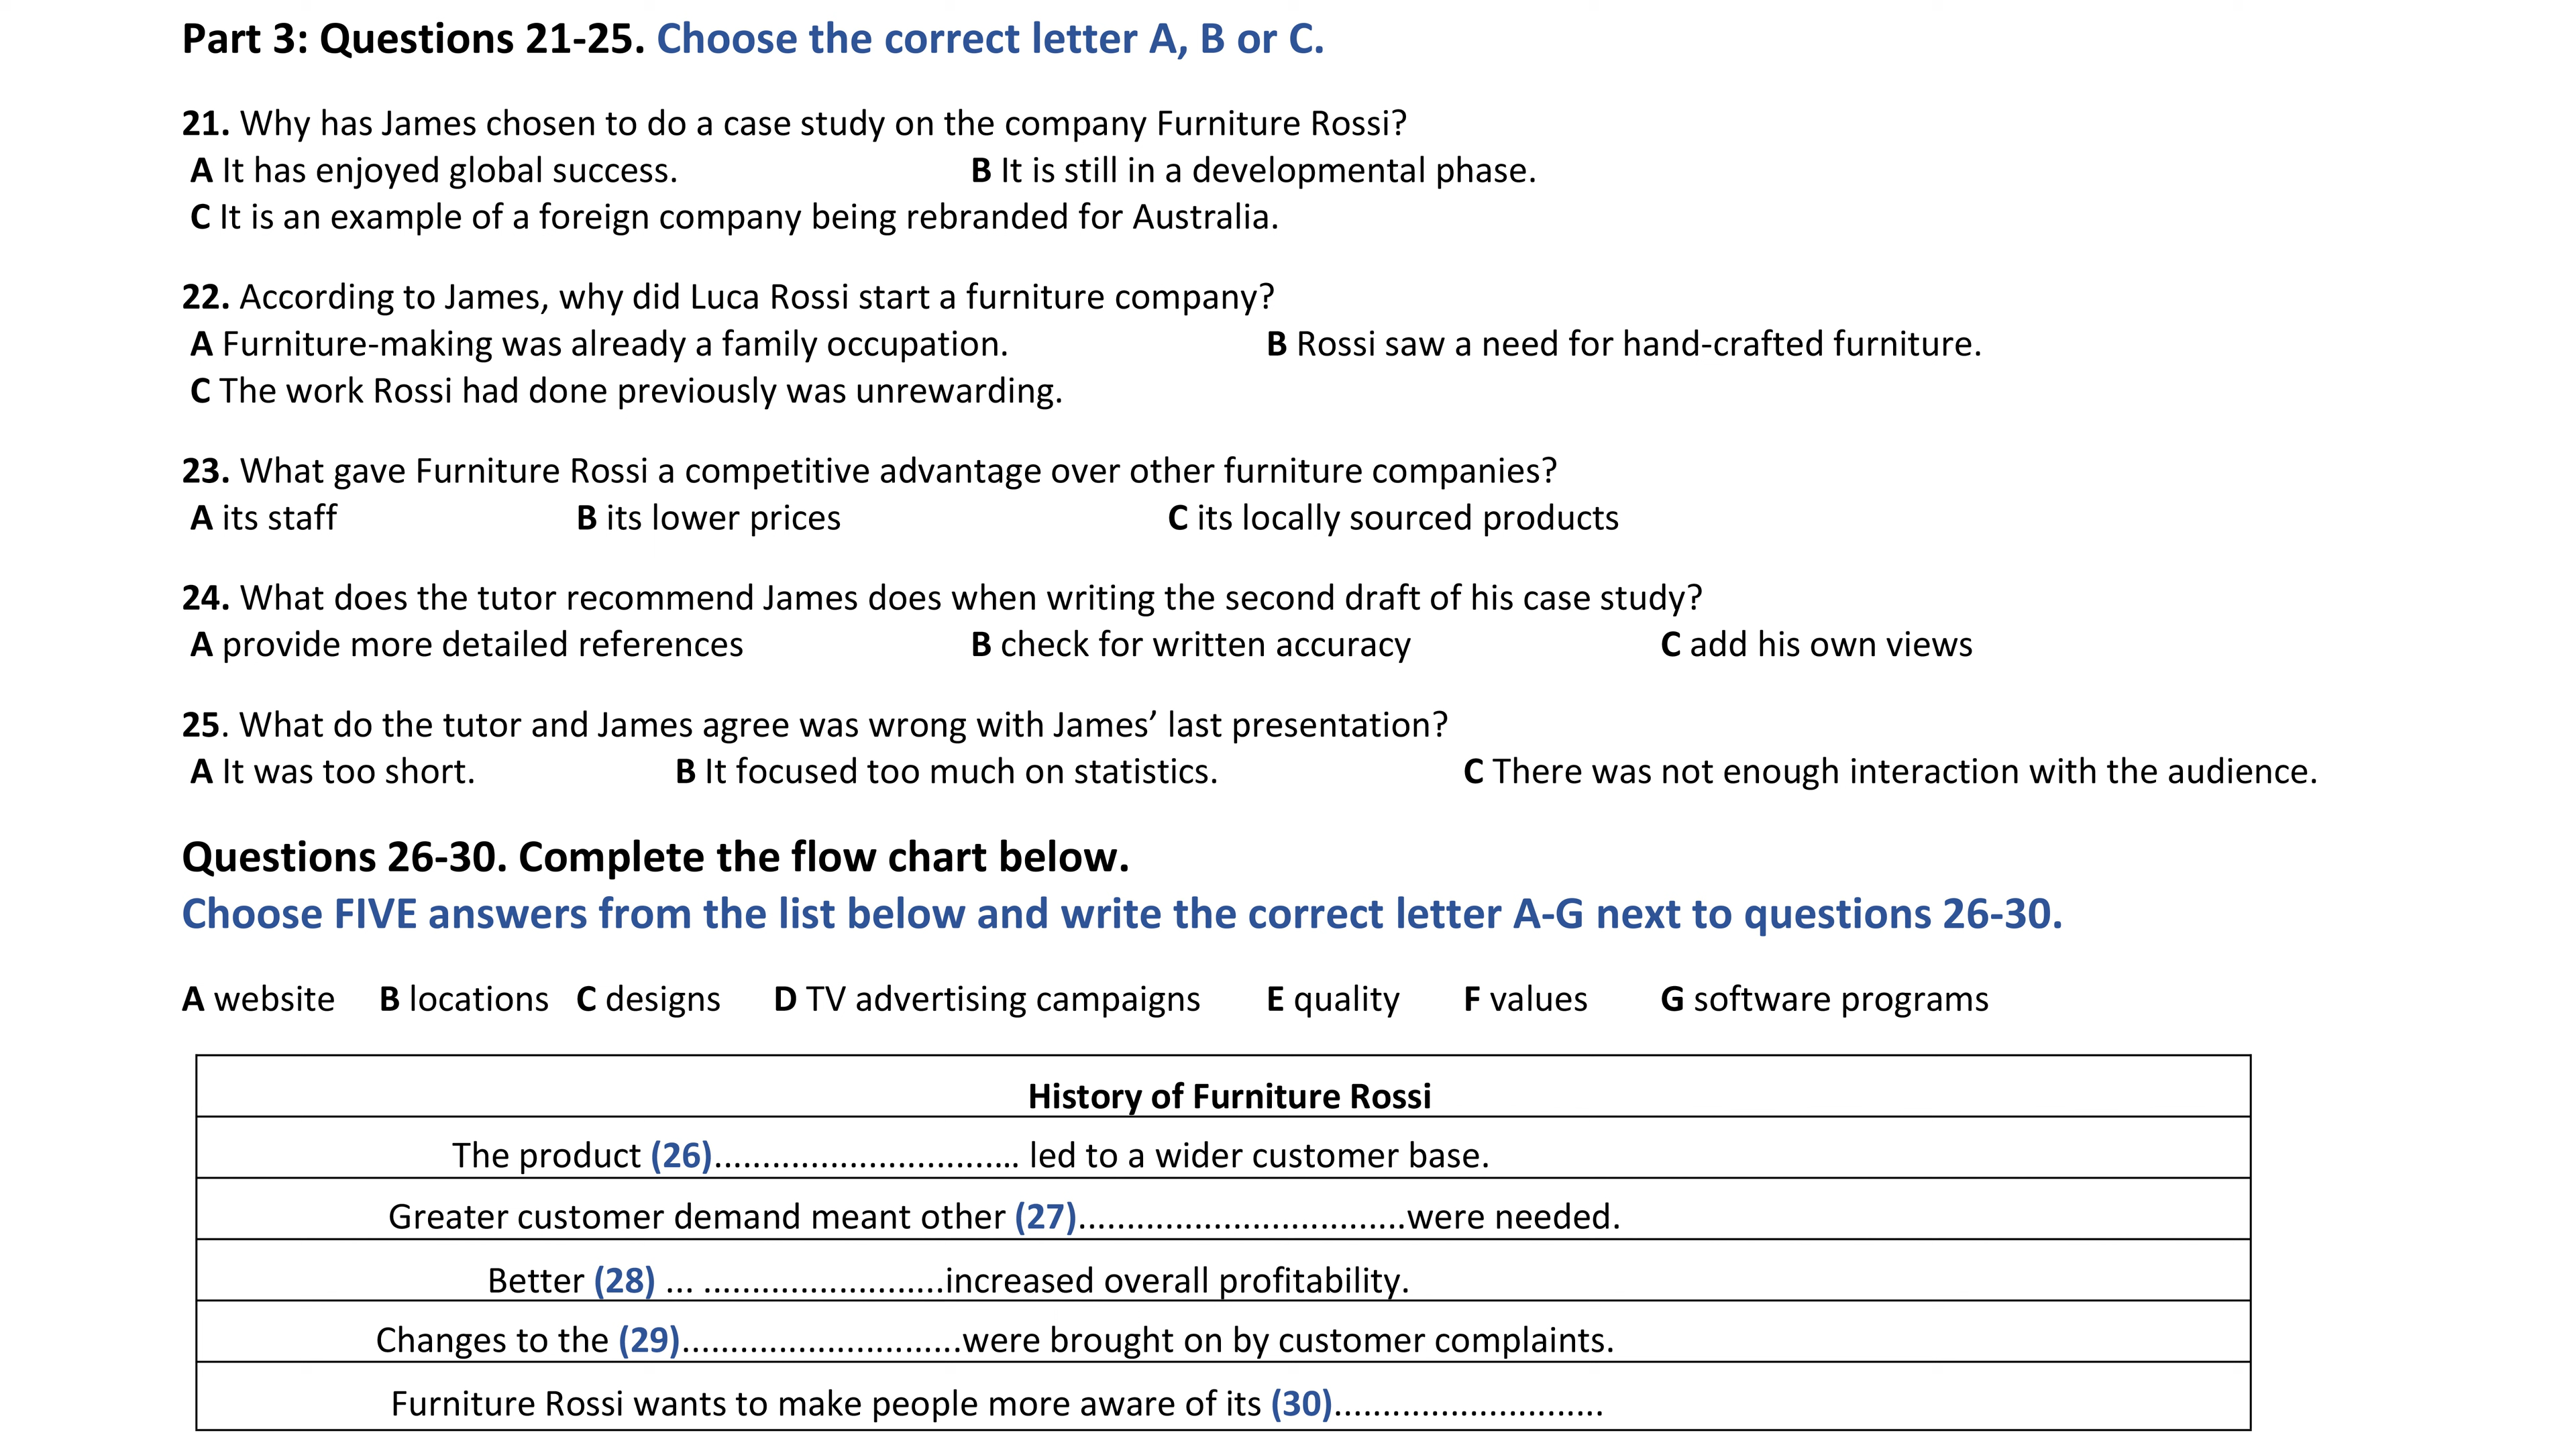 Part 3: Questions 21-25. Choose the correct letter A, B or C.
21. Why has James chosen to do a case study on the company Furniture Rossi?
A It has enjoyed global success. B It is still in a developmental phase.
C It is an example of a foreign company being rebranded for Australia.
22. According to James, why did Luca Rossi start a furniture company?
A Furniture-making was already a family occupation. B Rossi saw a need for hand-crafted furniture.
C The work Rossi had done previously was unrewarding.
23. What gave Furniture Rossi a competitive advantage over other furniture companies?
A its staff B its lower prices C its locally sourced products
24. What does the tutor recommend James does when writing the second draft of his case study?
A provide more detailed references B check for written accuracy C add his own views
25. What do the tutor and James agree was wrong with James’ last presentation?
A It was too short. B It focused too much on statistics. C There was not enough interaction with the audience.
Questions 26-30. Complete the flow chart below.
Choose FIVE answers from the list below and write the correct letter A-G next to questions 26-30.
A website B locations C designs D TV advertising campaigns E quality F values G software programs
History of Furniture Rossi
The product (26)................................ led to a wider customer base.
Greater customer demand meant other (27)..................................were needed.
Better (28) ... .........................increased overall profitability.
Changes to the (29).............................were brought on by customer complaints.
Furniture Rossi wants to make people more aware of its (30)............................